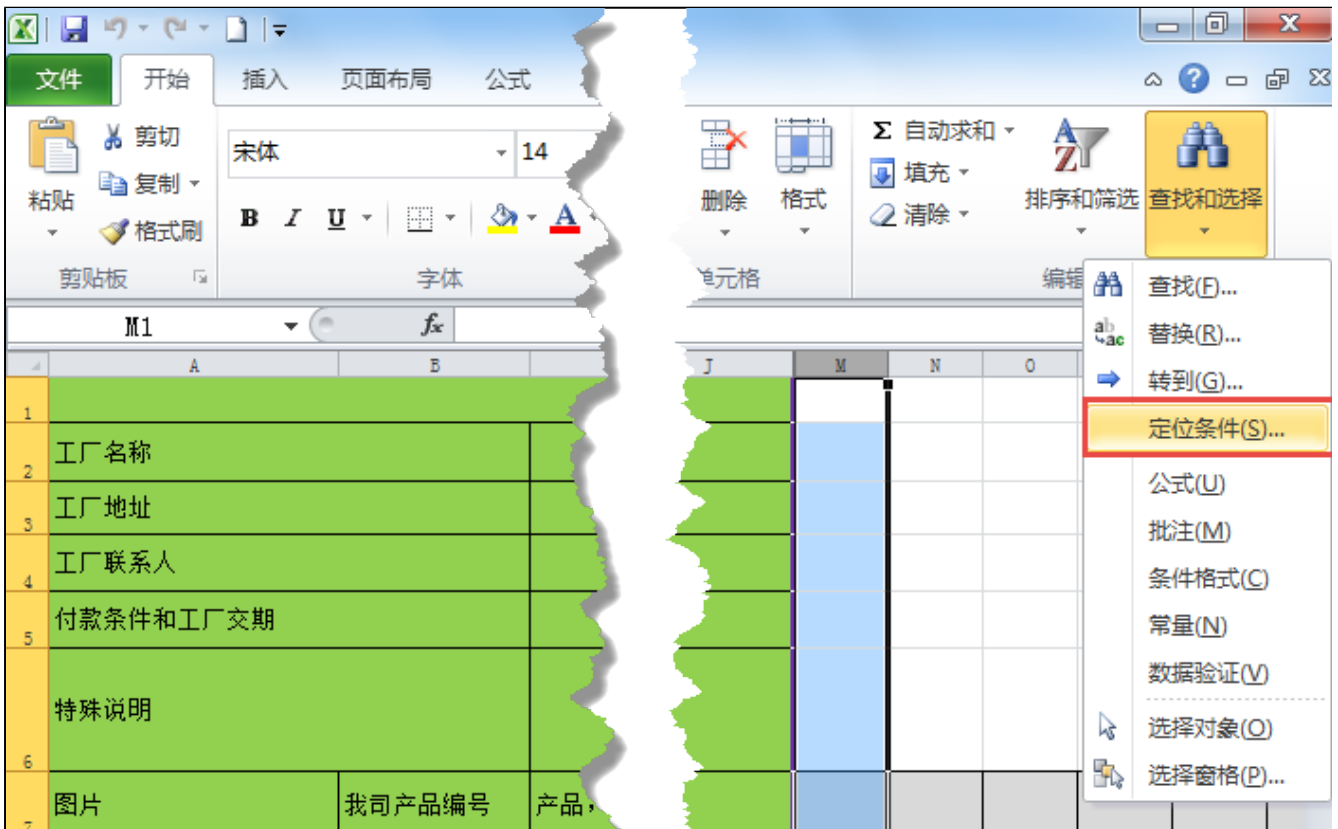 文件 开始 插入 页面布局 公式
剪切
复制
格式刷
粘贴
剪贴板
宋体 14
B I U A
字体
删除 格式
单元格
Σ 自动求和
填充
清除
排序和筛选 查找和选择
编辑
M1 fx
查找(F)...
替换(R)...
转到(G)...
定位条件(S)...
公式(U)
批注(M)
条件格式(C)
常量(N)
数据验证(V)
选择对象(O)
选择窗格(P)...
A B J M N O
1
2 工厂名称
3 工厂地址
4 工厂联系人
5 付款条件和工厂交期
6 特殊说明
7 图片 我司产品编号 产品，